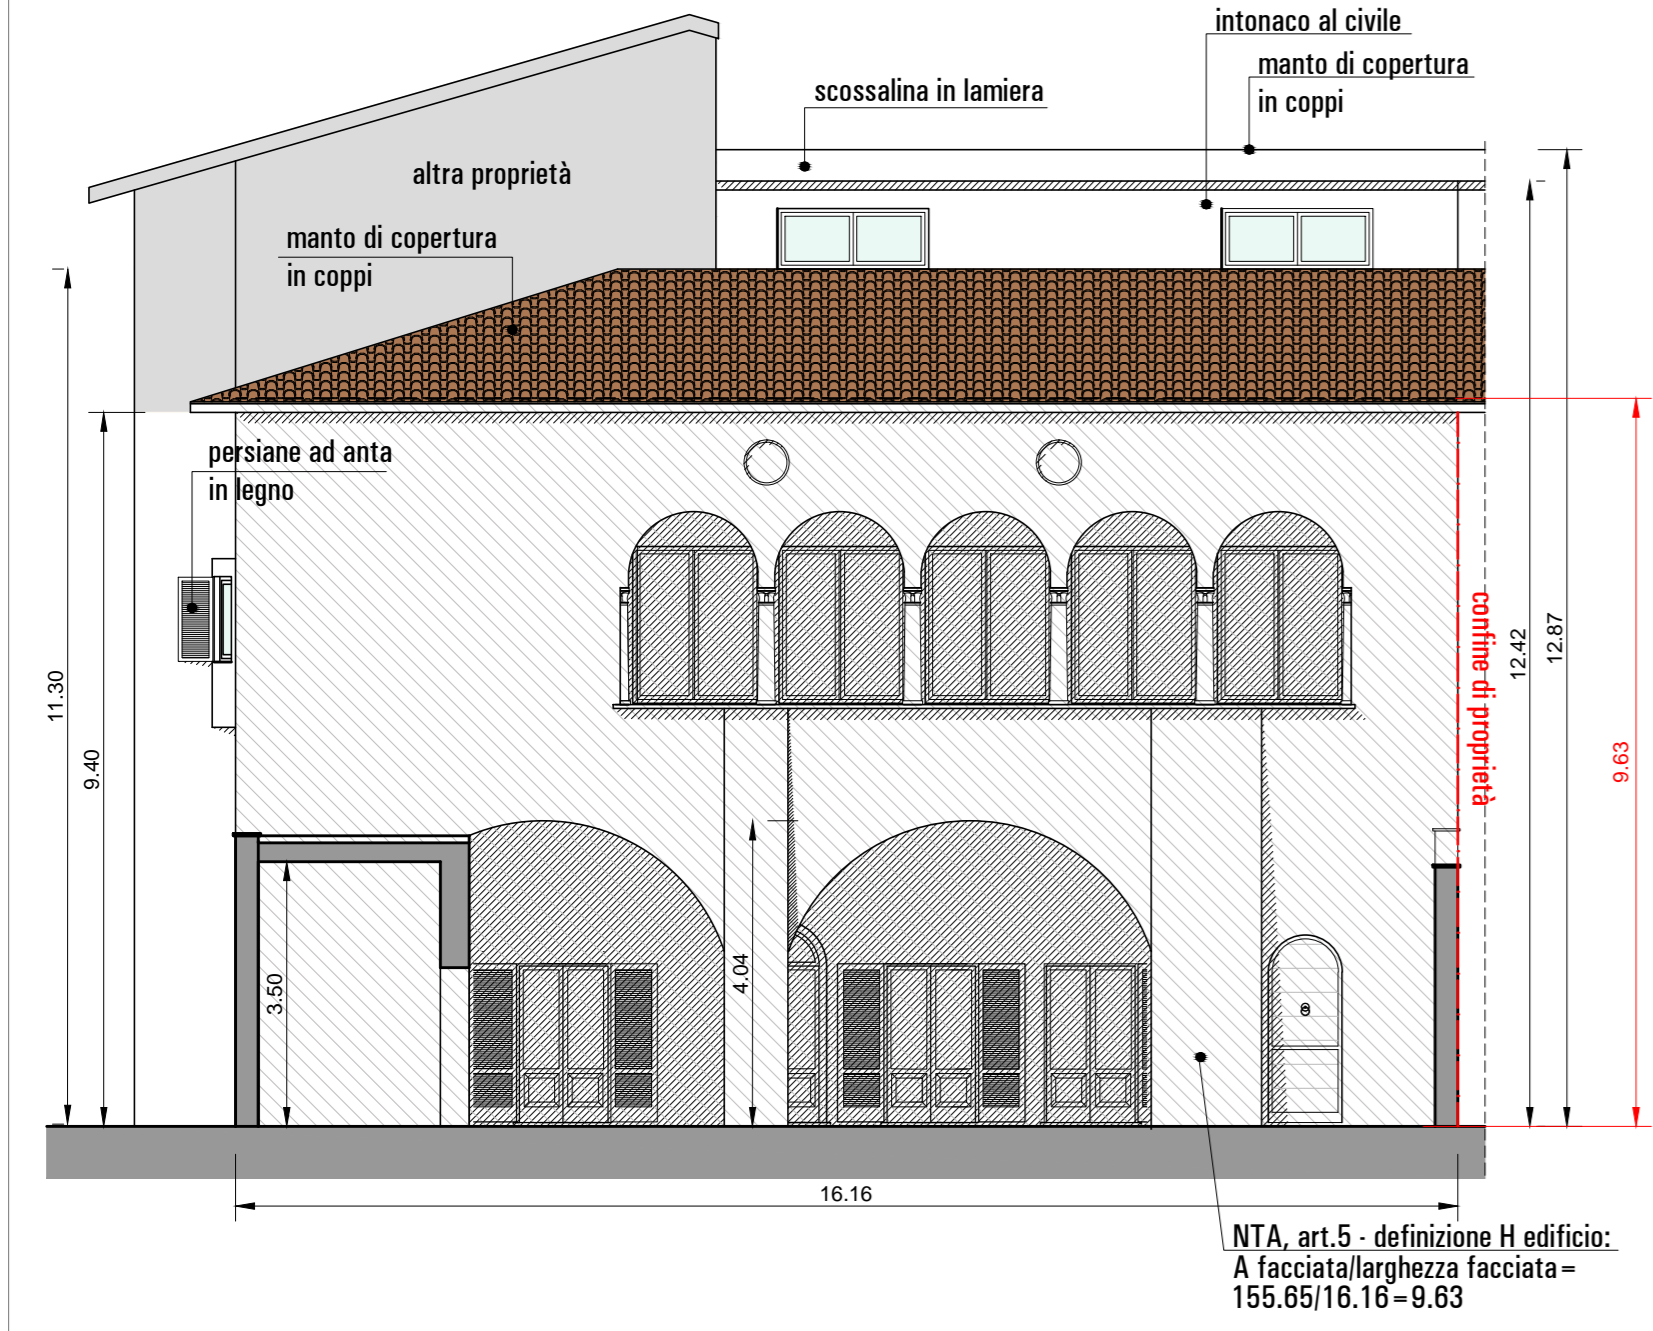 intonaco al civile
manto di copertura
in coppi
scossalina in lamiera
altra proprietà
manto di copertura
in coppi
persiane ad anta
in legno
11.30
9.40
3.50
4.04
confine di proprietà
12.42
12.87
9.63
16.16
NTA, art.5 - definizione H edificio:
A facciata/larghezza facciata=
155.65/16.16=9.63